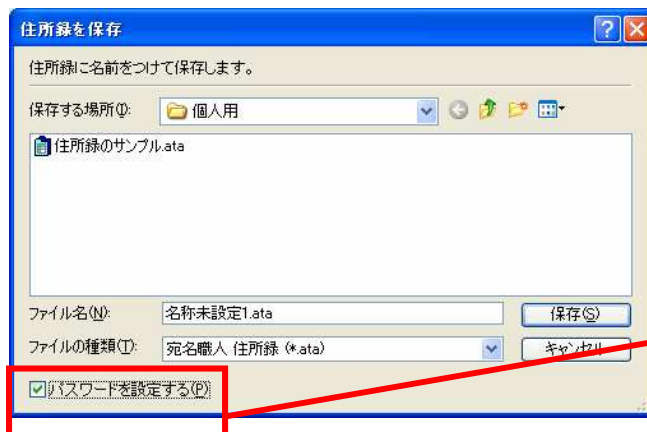 住所録を保存
住所録に名前をつけて保存します。
保存する場所(I):
個人用
住所録のサンプル.ata
ファイル名(N):
名称未設定1.ata
保存(S)
ファイルの種類(T):
宛名職人 住所録 (*.ata)
キャンセル
パスワードを設定する(P)